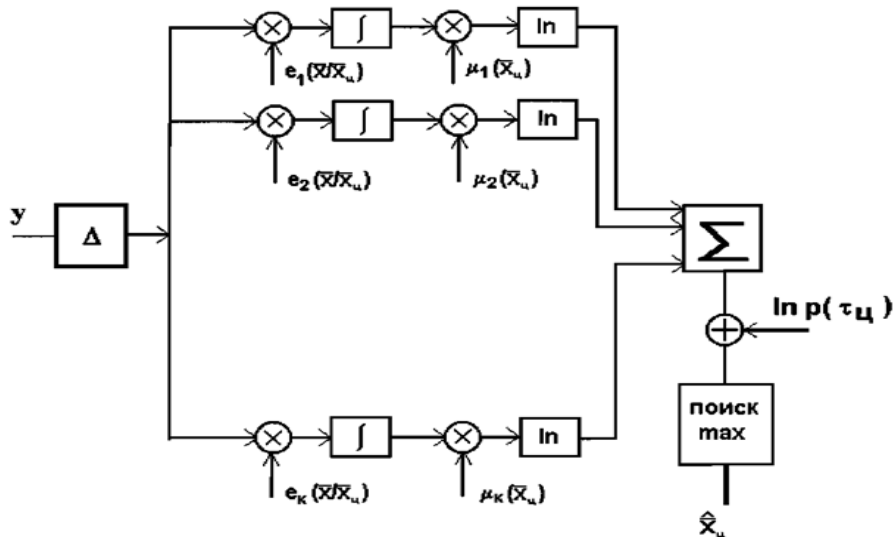 ∫
ln
e₁(x̅/x̅ц)
μ₁(x̅ц)
∫
ln
e₂(x̅/x̅ц)
μ₂(x̅ц)
y
Δ
Σ
ln p(τц)
∫
ln
eк(x̅/x̅ц)
μк(x̅ц)
поиск
max
x̂̅ц